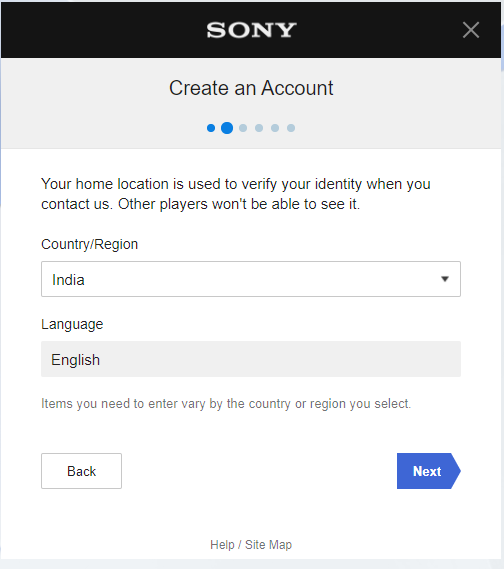 SONY
Create an Account
Your home location is used to verify your identity when you
contact us. Other players won't be able to see it.
Country/Region
India
Language
English
Items you need to enter vary by the country or region you select.
Back
Next
Help / Site Map